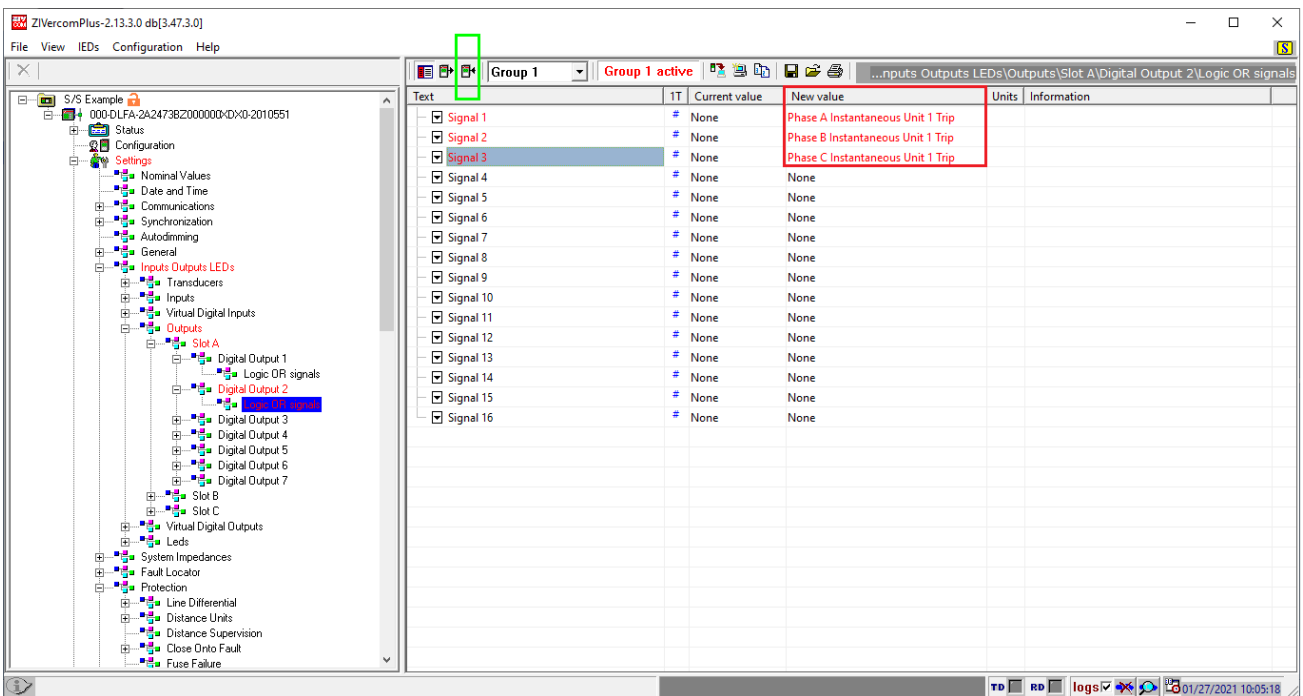 ZIVercomPlus-2.13.3.0 db[3.47.3.0]
File View IEDs Configuration Help
S
Group 1
Group 1 active
...nputs Outputs LEDs\Outputs\Slot A\Digital Output 2\Logic OR signals
S/S Example
000-DLFA-2A2473BZ000000XDX0-2010551
Status
Configuration
Settings
Nominal Values
Date and Time
Communications
Synchronization
Autodimming
General
Inputs Outputs LEDs
Transducers
Inputs
Virtual Digital Inputs
Outputs
Slot A
Digital Output 1
Logic OR signals
Digital Output 2
Logic OR signals
Digital Output 3
Digital Output 4
Digital Output 5
Digital Output 6
Digital Output 7
Slot B
Slot C
Virtual Digital Outputs
Leds
System Impedances
Fault Locator
Protection
Line Differential
Distance Units
Distance Supervision
Close Onto Fault
Fuse Failure
Text 1T Current value New value Units Information
Signal 1 # None Phase A Instantaneous Unit 1 Trip
Signal 2 # None Phase B Instantaneous Unit 1 Trip
Signal 3 # None Phase C Instantaneous Unit 1 Trip
Signal 4 # None None
Signal 5 # None None
Signal 6 # None None
Signal 7 # None None
Signal 8 # None None
Signal 9 # None None
Signal 10 # None None
Signal 11 # None None
Signal 12 # None None
Signal 13 # None None
Signal 14 # None None
Signal 15 # None None
Signal 16 # None None
TD RD logs 01/27/2021 10:05:18